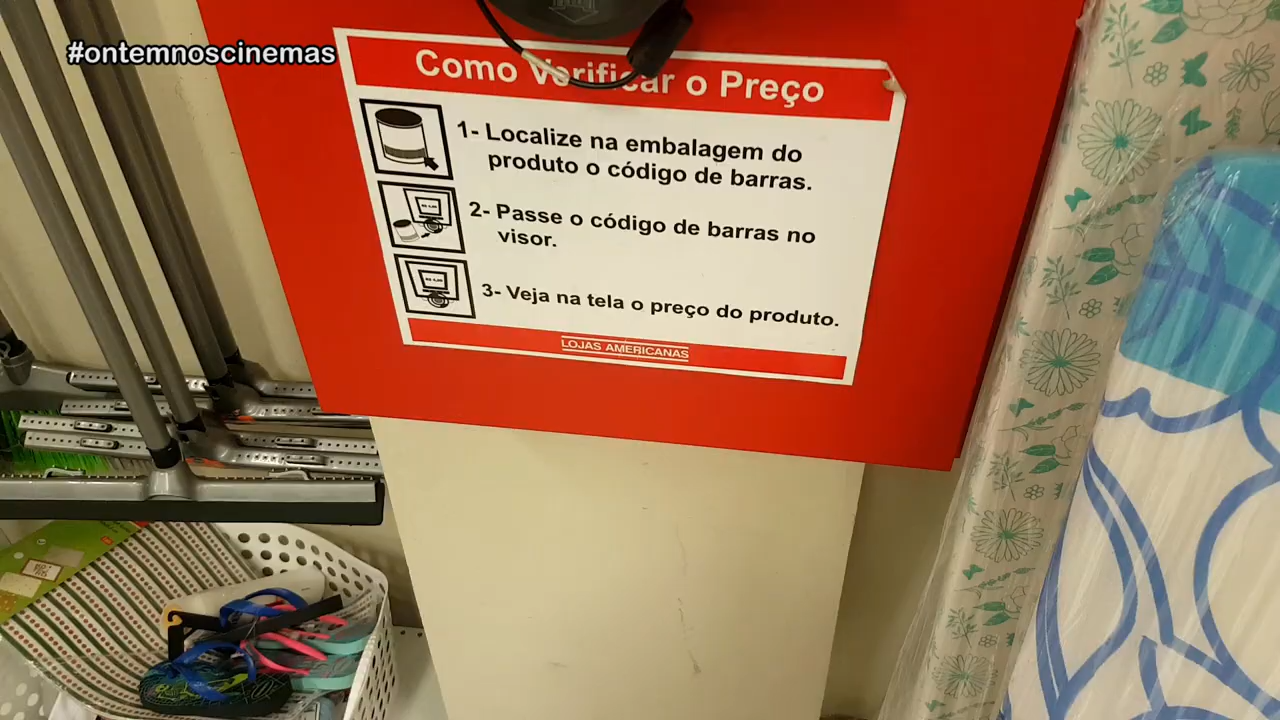 #ontemnoscinemas
Como Verificar o Preço
1- Localize na embalagem do
produto o código de barras.
2- Passe o código de barras no
visor.
3- Veja na tela o preço do produto.
LOJAS AMERICANAS